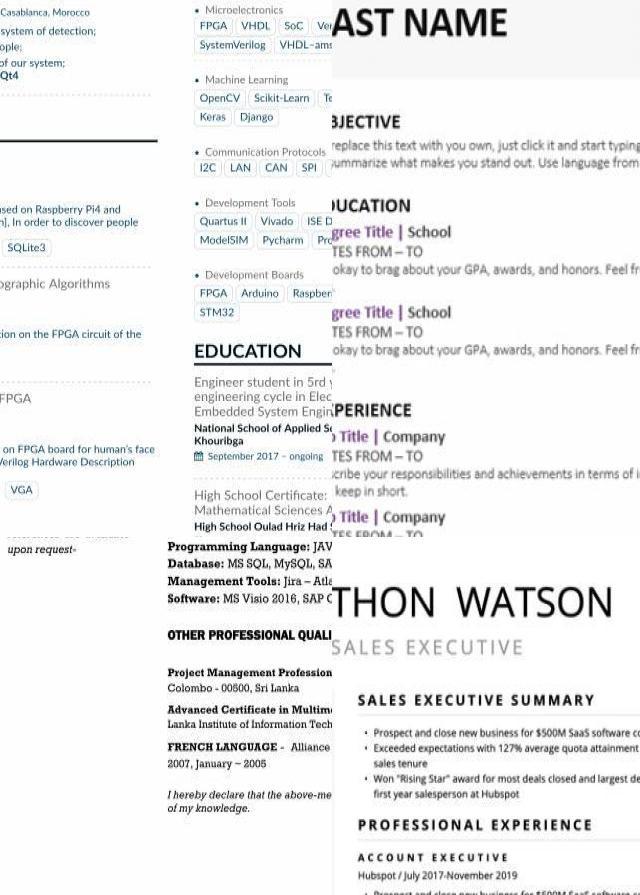 Casablanca, Morocco
system of detection;
ople;
of our system;
Qt4
ased on Raspberry Pi4 and
n], In order to discover people
SQLite3
ographic Algorithms
tion on the FPGA circuit of the
FPGA
on FPGA board for human's face
Verilog Hardware Description
VGA
• Microelectronics
FPGA VHDL SoC Ver
SystemVerilog VHDL-ams
• Machine Learning
OpenCV Scikit-Learn Te
Keras Django
• Communication Protocols
I2C LAN CAN SPI
• Development Tools
Quartus II Vivado ISE D
ModelSIM Pycharm Pro
• Development Boards
FPGA Arduino Raspber
STM32
EDUCATION
Engineer student in 5rd y
engineering cycle in Elec
Embedded System Engin
National School of Applied Sc
Khouribga
September 2017 – ongoing
High School Certificate:
Mathematical Sciences A
High School Oulad Hriz Had S
AST NAME
BJECTIVE
replace this text with you own, just click it and start typing
summarize what makes you stand out. Use language from
DUCATION
gree Title | School
TES FROM – TO
okay to brag about your GPA, awards, and honors. Feel fr
gree Title | School
TES FROM – TO
okay to brag about your GPA, awards, and honors. Feel fr
PERIENCE
b Title | Company
TES FROM – TO
cribe your responsibilities and achievements in terms of i
keep in short.
b Title | Company
TES FROM – TO
upon request-
Programming Language: JAV
Database: MS SQL, MySQL, SA
Management Tools: Jira – Atla
Software: MS Visio 2016, SAP C
OTHER PROFESSIONAL QUALI
Project Management Profession
Colombo - 00500, Sri Lanka
Advanced Certificate in Multim
Lanka Institute of Information Tech
FRENCH LANGUAGE - Alliance
2007, January – 2005
I hereby declare that the above-me
of my knowledge.
THON WATSON
SALES EXECUTIVE
SALES EXECUTIVE SUMMARY
• Prospect and close new business for $500M SaaS software co
• Exceeded expectations with 127% average quota attainment
sales tenure
• Won "Rising Star" award for most deals closed and largest de
first year salesperson at Hubspot
PROFESSIONAL EXPERIENCE
ACCOUNT EXECUTIVE
Hubspot / July 2017-November 2019